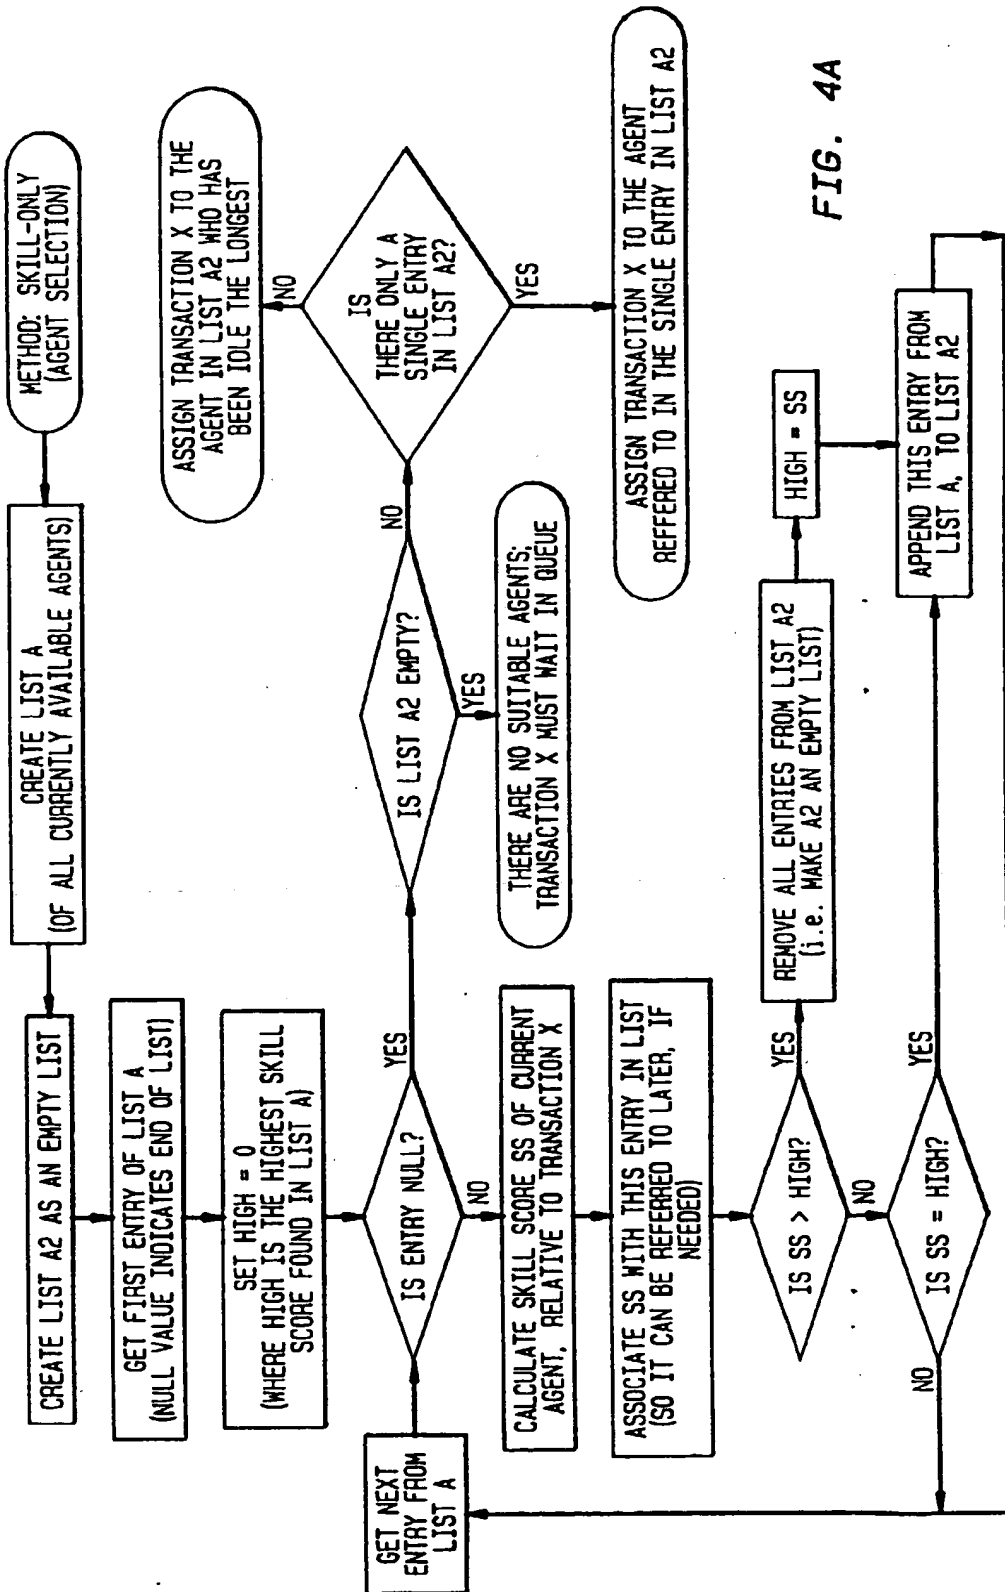 METHOD: SKILL-ONLY
(AGENT SELECTION)
CREATE LIST A
(OF ALL CURRENTLY AVAILABLE AGENTS)
CREATE LIST A2 AS AN EMPTY LIST
GET FIRST ENTRY OF LIST A
(NULL VALUE INDICATES END OF LIST)
SET HIGH = 0
(WHERE HIGH IS THE HIGHEST SKILL
SCORE FOUND IN LIST A)
IS ENTRY NULL?
YES
NO
GET NEXT
ENTRY FROM
LIST A
IS LIST A2 EMPTY?
NO
YES
THERE ARE NO SUITABLE AGENTS;
TRANSACTION X MUST WAIT IN QUEUE
IS
THERE ONLY A
SINGLE ENTRY
IN LIST A2?
NO
YES
ASSIGN TRANSACTION X TO THE
AGENT IN LIST A2 WHO HAS
BEEN IDLE THE LONGEST
ASSIGN TRANSACTION X TO THE AGENT
REFFERED TO IN THE SINGLE ENTRY IN LIST A2
CALCULATE SKILL SCORE SS OF CURRENT
AGENT, RELATIVE TO TRANSACTION X
ASSOCIATE SS WITH THIS ENTRY IN LIST
(SO IT CAN BE REFERRED TO LATER, IF
NEEDED)
IS SS > HIGH?
YES
NO
REMOVE ALL ENTRIES FROM LIST A2
(i.e. MAKE A2 AN EMPTY LIST)
HIGH = SS
IS SS = HIGH?
YES
NO
APPEND THIS ENTRY FROM
LIST A, TO LIST A2
FIG. 4A